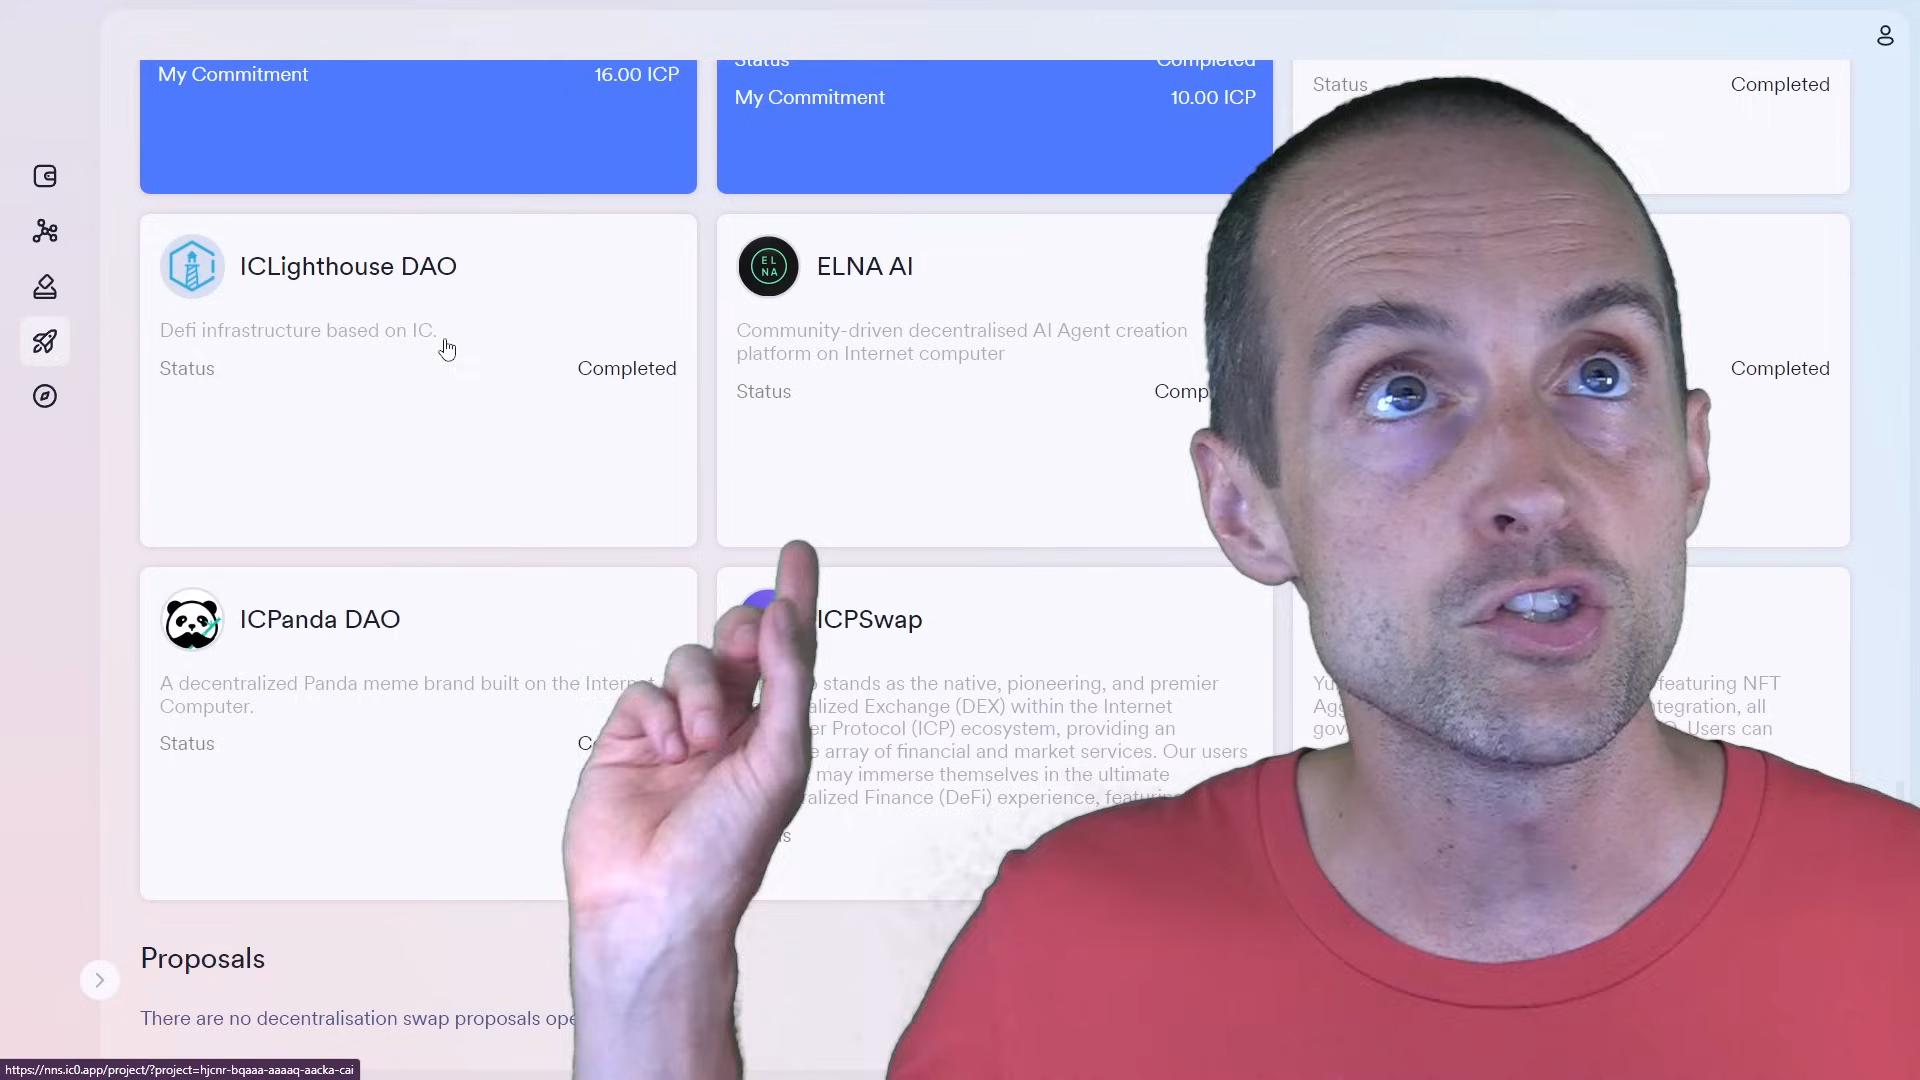 My Commitment 16.00 ICP
Status Completed
My Commitment 10.00 ICP
Status Completed
ICLighthouse DAO
Defi infrastructure based on IC.
Status Completed
EL
NA
ELNA AI
Community-driven decentralised AI Agent creation
platform on Internet computer
Status
Completed
ICPanda DAO
A decentralized Panda meme brand built on the Internet
Computer.
Status
ICPSwap
stands as the native, pioneering, and premier
Exchange (DEX) within the Internet
Protocol (ICP) ecosystem, providing an
array of financial and market services. Our users
may immerse themselves in the ultimate
Finance (DeFi) experience,
featuring NFT
all
Users can
Proposals
There are no decentralisation swap proposals
https://nns.ic0.app/project/?project=hjcnr-bqaaa-aaaaq-aacka-cai